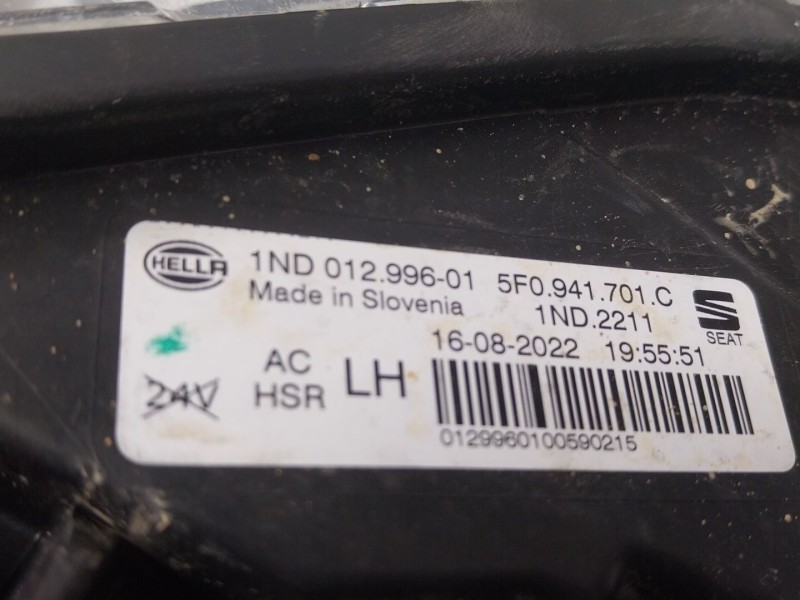 HELLA 1ND 012.996-01 5F0.941.701.C
Made in Slovenia 1ND.2211
SEAT
16-08-2022 19:55:51
AC
24V HSR LH
0129960100590215